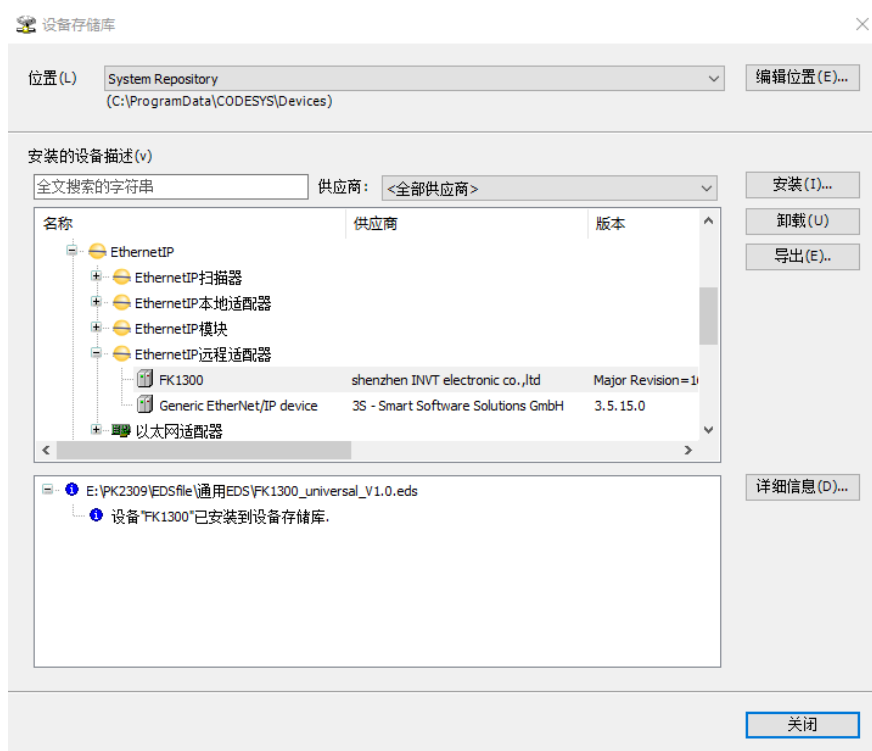 设备存储库
位置(L) System Repository 编辑位置(E)...
(C:\ProgramData\CODESYS\Devices)
安装的设备描述(v)
全文搜索的字符串 供应商: <全部供应商> 安装(I)...
名称 供应商 版本 卸载(U)
EthernetIP 导出(E)..
EthernetIP扫描器
EthernetIP本地适配器
EthernetIP模块
EthernetIP远程适配器
FK1300 shenzhen INVT electronic co.,ltd Major Revision=1
Generic EtherNet/IP device 3S - Smart Software Solutions GmbH 3.5.15.0
以太网适配器
E:\PK2309\EDSfile\通用EDS\FK1300_universal_V1.0.eds 详细信息(D)...
设备"FK1300"已安装到设备存储库.
关闭